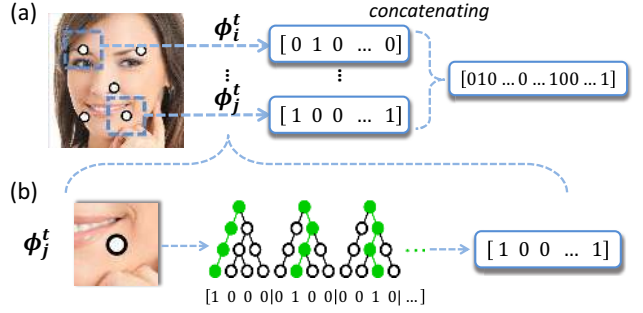 (a)
concatenating
ϕ_i^t
[ 0 1 0 ... 0]
⋮ ⋮
[010 ... 0 ... 100 ... 1]
ϕ_j^t
[ 1 0 0 ... 1]
(b)
ϕ_j^t
...
[ 1 0 0 ... 1]
[1 0 0 0|0 1 0 0|0 0 1 0| ...]